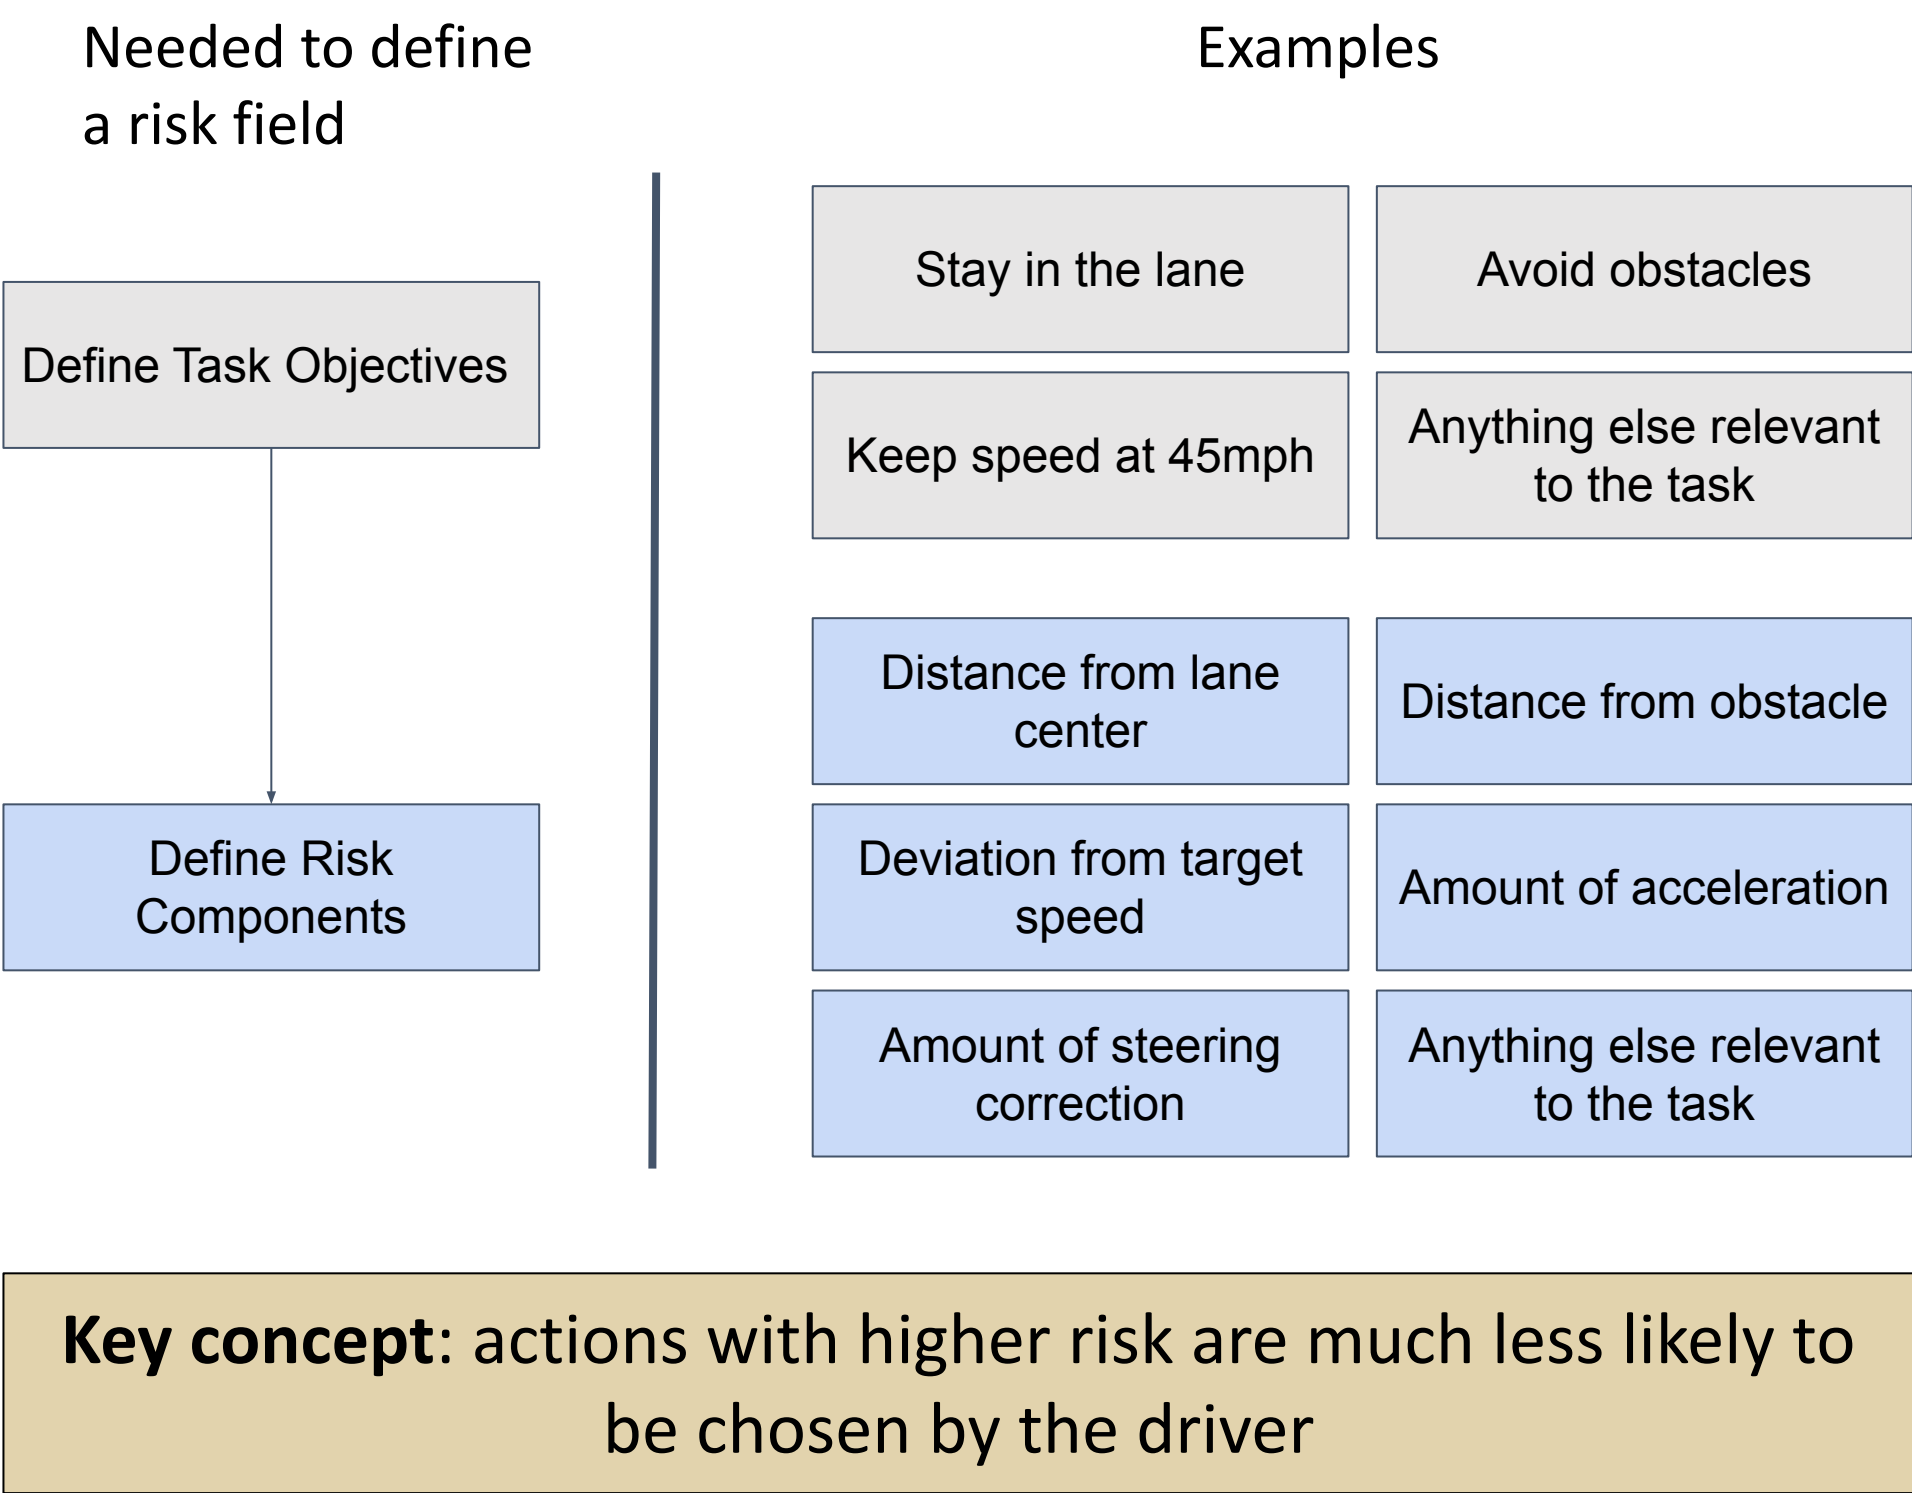 Needed to define
a risk field
Examples
Define Task Objectives
Define Risk
Components
Stay in the lane
Avoid obstacles
Keep speed at 45mph
Anything else relevant
to the task
Distance from lane
center
Distance from obstacle
Deviation from target
speed
Amount of acceleration
Amount of steering
correction
Anything else relevant
to the task
Key concept: actions with higher risk are much less likely to
be chosen by the driver